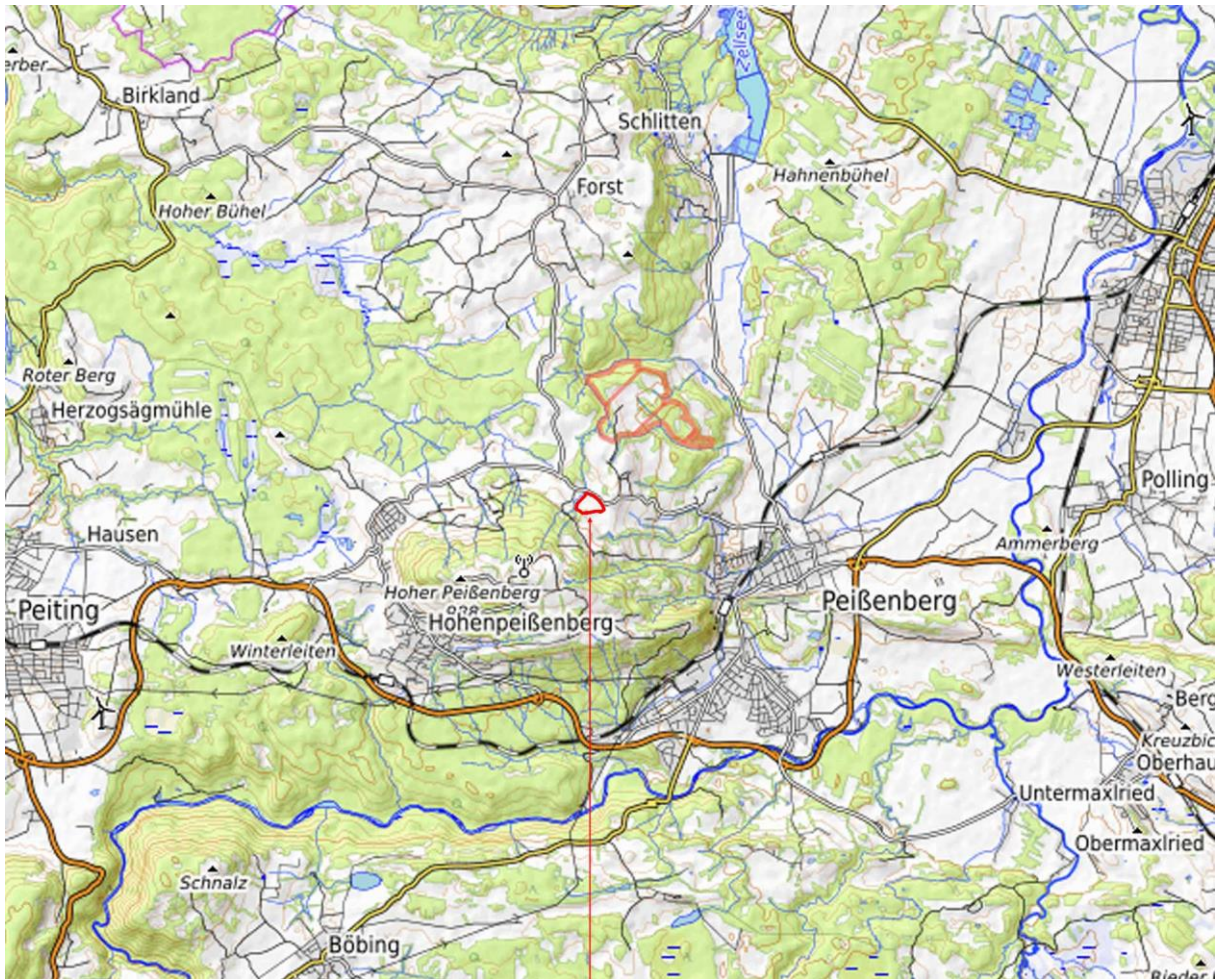 Zellsee
Birkland
Schlitten
Hahnenbühel
Forst
Hoher Bühel
Roter Berg
Herzogsägmühle
Polling
Hausen
Ammerberg
Hoher Peißenberg
Peiting
Hohenpeißenberg
Peißenberg
Winterleiten
Westerleiten
Berg
Oberhau
Untermaxlried
Obermaxlried
Schnalz
Böbing